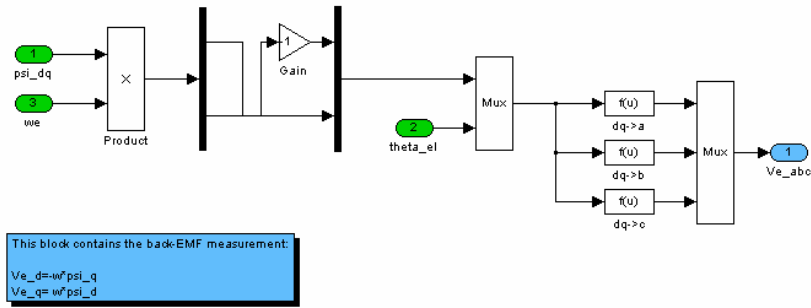 1
psi_dq
3
we
×
Product
1
Gain
2
theta_el
Mux
f(u)
dq->a
f(u)
dq->b
f(u)
dq->c
Mux
1
Ve_abc
This block contains the back-EMF measurement:
Ve_d=-w*psi_q
Ve_q= w*psi_d